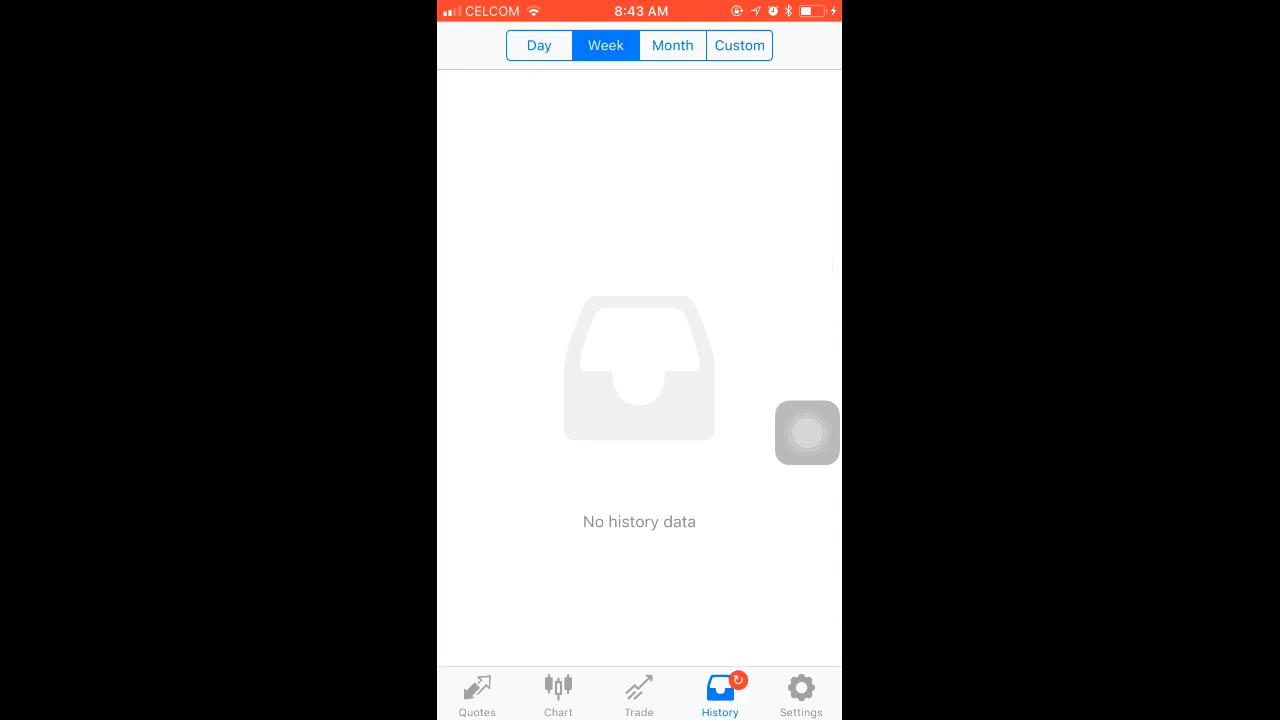 CELCOM 8:43 AM
Day Week Month Custom
No history data
Quotes Chart Trade History Settings